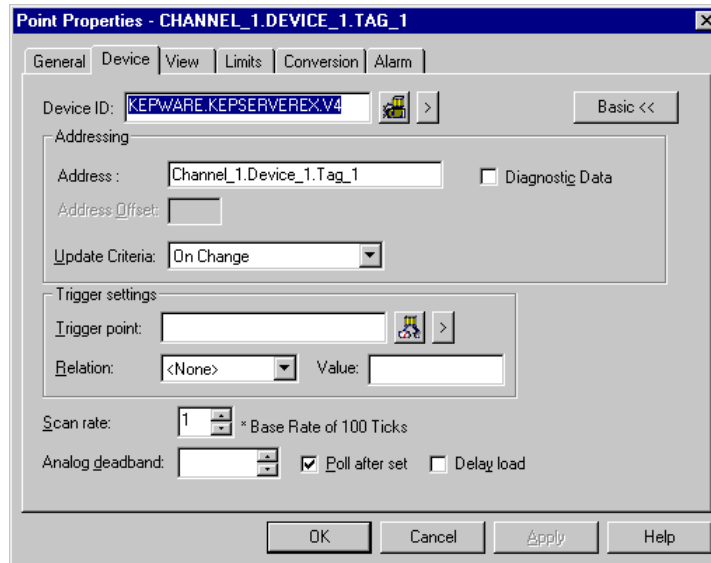 Point Properties - CHANNEL_1.DEVICE_1.TAG_1
General Device View Limits Conversion Alarm
Device ID: KEPWARE.KEPSERVEREX.V4 > Basic <<
Addressing
Address : Channel_1.Device_1.Tag_1 Diagnostic Data
Address Offset:
Update Criteria: On Change
Trigger settings
Trigger point: >
Relation: <None> Value:
Scan rate: 1 * Base Rate of 100 Ticks
Analog deadband: Poll after set Delay load
OK Cancel Apply Help